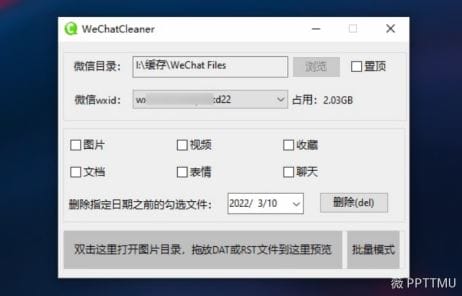 WeChatCleaner
微信目录： I:\缓存\WeChat Files 浏览 置顶
微信wxid： d22 占用： 2.03GB
图片 视频 收藏
文档 表情 聊天
删除指定日期之前的勾选文件： 2022/ 3/10 删除(del)
双击这里打开图片目录，拖放DAT或RST文件到这里预览 批量模式
薇 PPTTMU